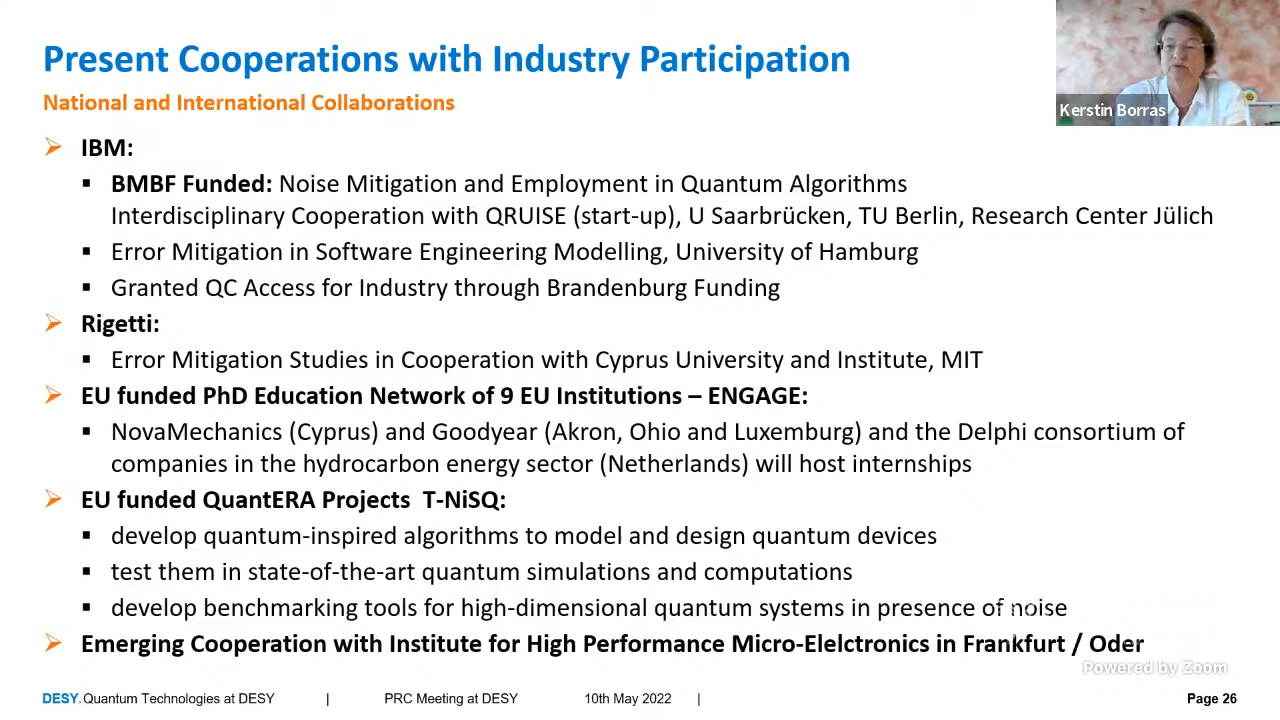 Present Cooperations with Industry Participation
Kerstin Borras
National and International Collaborations
➢ IBM:
▪ BMBF Funded: Noise Mitigation and Employment in Quantum Algorithms
Interdisciplinary Cooperation with QRUISE (start-up), U Saarbrücken, TU Berlin, Research Center Jülich
▪ Error Mitigation in Software Engineering Modelling, University of Hamburg
▪ Granted QC Access for Industry through Brandenburg Funding
➢ Rigetti:
▪ Error Mitigation Studies in Cooperation with Cyprus University and Institute, MIT
➢ EU funded PhD Education Network of 9 EU Institutions – ENGAGE:
▪ NovaMechanics (Cyprus) and Goodyear (Akron, Ohio and Luxemburg) and the Delphi consortium of
companies in the hydrocarbon energy sector (Netherlands) will host internships
➢ EU funded QuantERA Projects T-NiSQ:
▪ develop quantum-inspired algorithms to model and design quantum devices
▪ test them in state-of-the-art quantum simulations and computations
▪ develop benchmarking tools for high-dimensional quantum systems in presence of noise
➢ Emerging Cooperation with Institute for High Performance Micro-Elelctronics in Frankfurt / Oder
Powered by Zoom
DESY. Quantum Technologies at DESY | PRC Meeting at DESY 10th May 2022 | Page 26